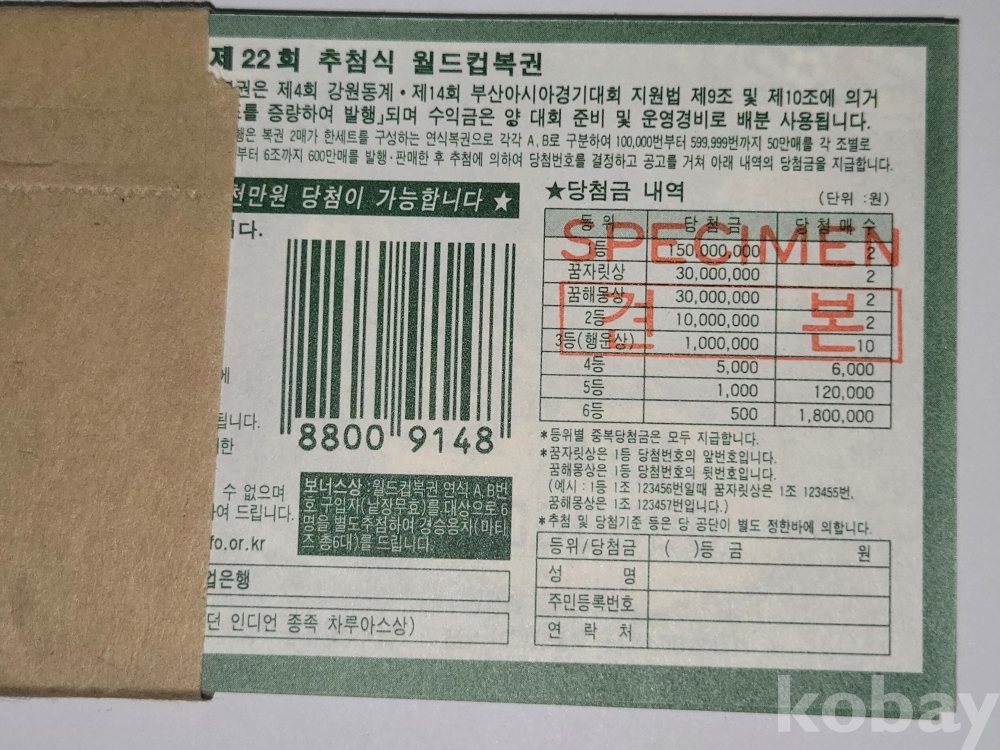 제22회 추첨식 월드컵복권
복권은 제4회 강원동계·제14회 부산아시아경기대회 지원법 제9조 및 제10조에 의거
를 증량하여 발행」되며 수익금은 양 대회 준비 및 운영경비로 배분 사용됩니다.
행은 복권 2매가 한세트를 구성하는 연식복권으로 각각 A, B로 구분하여 100,000번부터 599,999번까지 50만매를 각 조별로
부터 6조까지 600만매를 발행·판매한 후 추첨에 의하여 당첨번호를 결정하고 공고를 거쳐 아래 내역의 당첨금을 지급합니다.
천만원 당첨이 가능합니다 ★
다.
8800 9148
에
됩니다.
한
수 없으며
여 드립니다.
fo.or.kr
보너스상 : 월드컵복권 연식 A, B번
호 구입자(낱장무효)를 대상으로 6
명을 별도추첨하여 경승용차(마티
즈 총6대)를 드립니다.
업은행
던 인디언 종족 차루아스상)
★당첨금 내역 (단위 : 원)
등 위 당 첨 금 당 첨 매 수
1등 150,000,000 2
꿈자릿상 30,000,000 2
꿈해몽상 30,000,000 2
2등 10,000,000 2
3등(행운상) 1,000,000 10
4등 5,000 6,000
5등 1,000 120,000
6등 500 1,800,000
SPECIMEN
견 본
*등위별 중복당첨금은 모두 지급합니다.
*꿈자릿상은 1등 당첨번호의 앞번호입니다.
꿈해몽상은 1등 당첨번호의 뒷번호입니다.
(예시 : 1등 1조 123456번일때 꿈자릿상은 1조 123455번,
꿈해몽상은 1조 123457번입니다.)
*추첨 및 당첨기준 등은 당 공단이 별도 정한바에 의합니다.
등위/당첨금 ( )등 금 원
성 명
주민등록번호
연 락 처
kobay